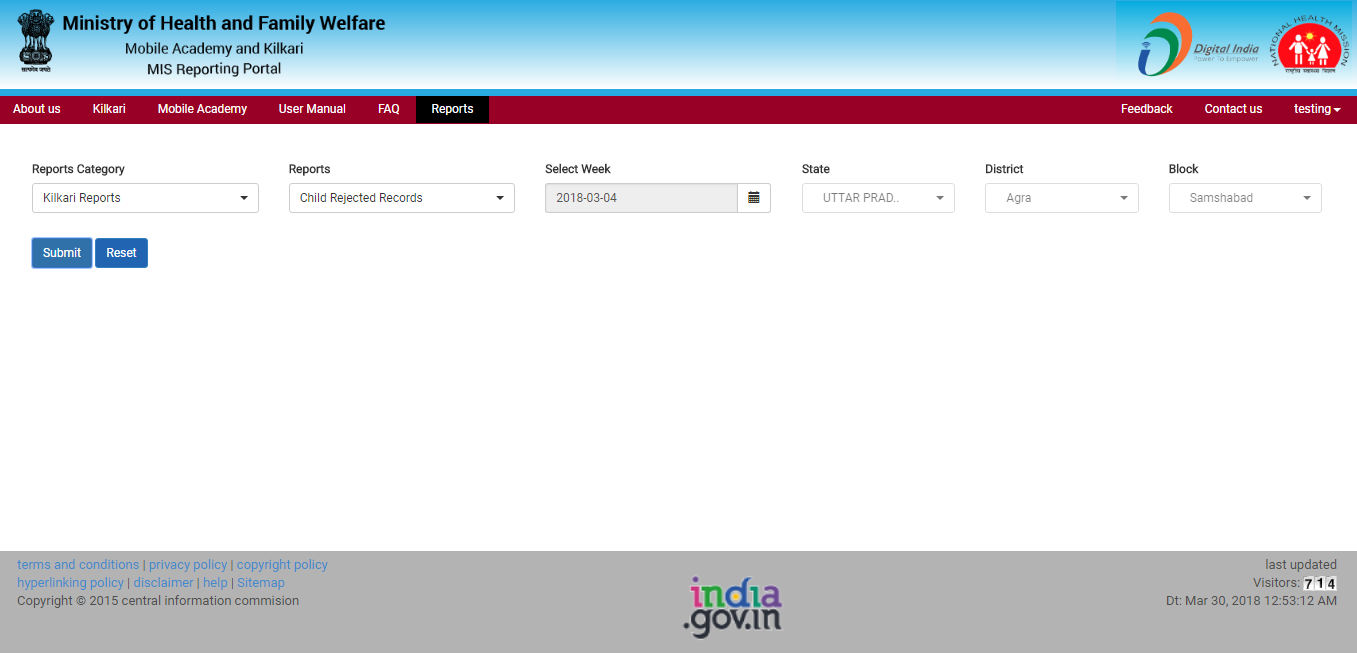 Ministry of Health and Family Welfare
Mobile Academy and Kilkari
MIS Reporting Portal
सत्यमेव जयते
Digital India
Power To Empower
NATIONAL HEALTH MISSION
राष्ट्रीय स्वास्थ्य मिशन
About us Kilkari Mobile Academy User Manual FAQ Reports Feedback Contact us testing
Reports Category Reports Select Week State District Block
Kilkari Reports Child Rejected Records 2018-03-04 UTTAR PRAD.. Agra Samshabad
Submit Reset
terms and conditions | privacy policy | copyright policy
hyperlinking policy | disclaimer | help | Sitemap
Copyright © 2015 central information commision
india
.gov.in
last updated
Visitors: 714
Dt: Mar 30, 2018 12:53:12 AM